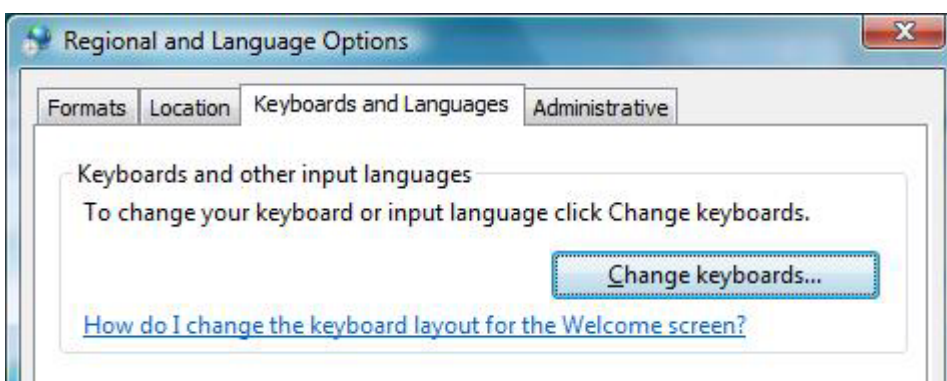 Regional and Language Options
Formats Location Keyboards and Languages Administrative
Keyboards and other input languages
To change your keyboard or input language click Change keyboards.
Change keyboards...
How do I change the keyboard layout for the Welcome screen?